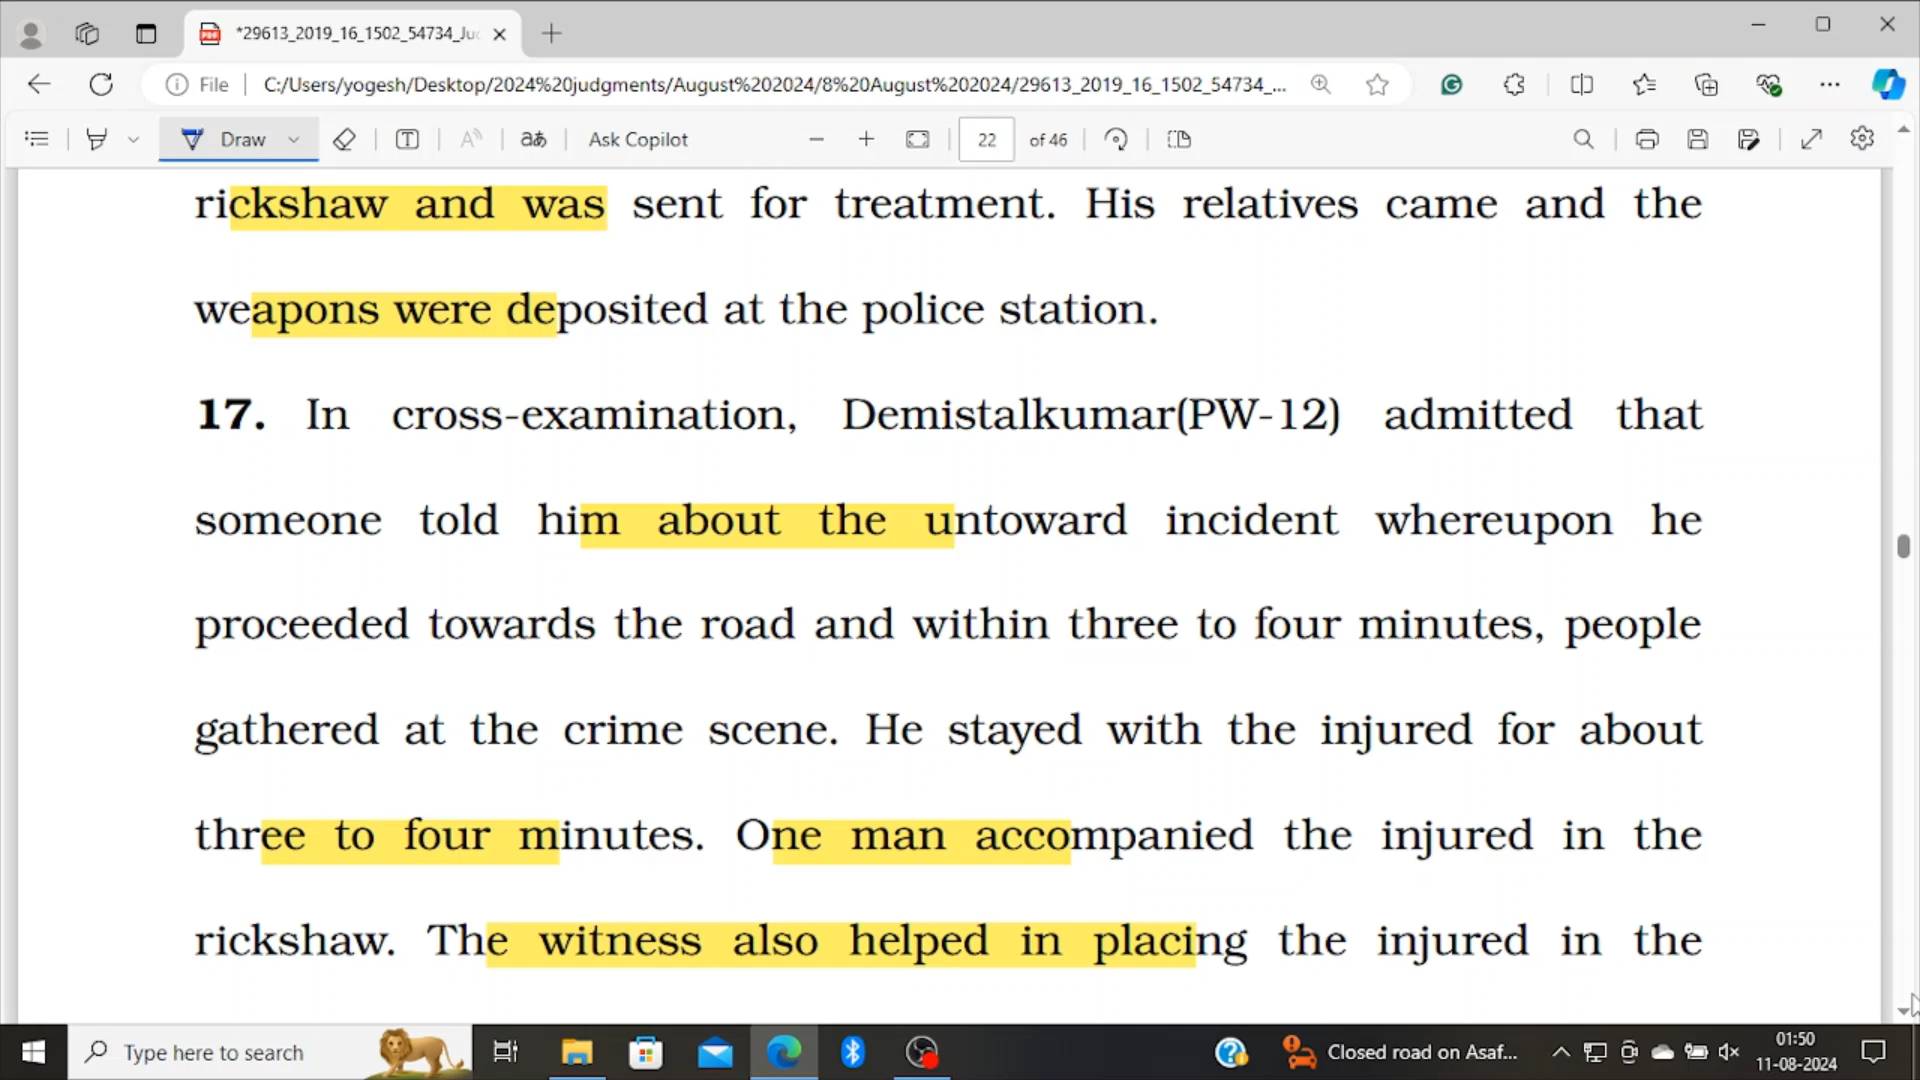 *29613_2019_16_1502_54734_Ju
File
C:/Users/yogesh/Desktop/2024%20judgments/August%202024/8%20August%202024/29613_2019_16_1502_54734_...
Draw
T
A
aあ
Ask Copilot
22
of 46
rickshaw and was sent for treatment. His relatives came and the
weapons were deposited at the police station.
17. In cross-examination, Demistalkumar(PW-12) admitted that
someone told him about the untoward incident whereupon he
proceeded towards the road and within three to four minutes, people
gathered at the crime scene. He stayed with the injured for about
three to four minutes. One man accompanied the injured in the
rickshaw. The witness also helped in placing the injured in the
Type here to search
Closed road on Asaf...
01:50
11-08-2024